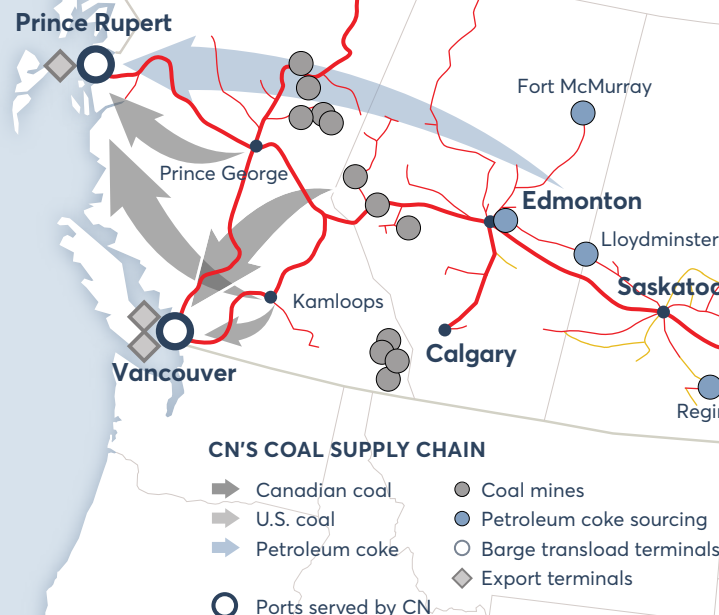 Prince Rupert
Fort McMurray
Prince George
Edmonton
Lloydminster
Saskatoo
Kamloops
Calgary
Vancouver
Regi
CN'S COAL SUPPLY CHAIN
Canadian coal
U.S. coal
Petroleum coke
Ports served by CN
Coal mines
Petroleum coke sourcing
Barge transload terminals
Export terminals